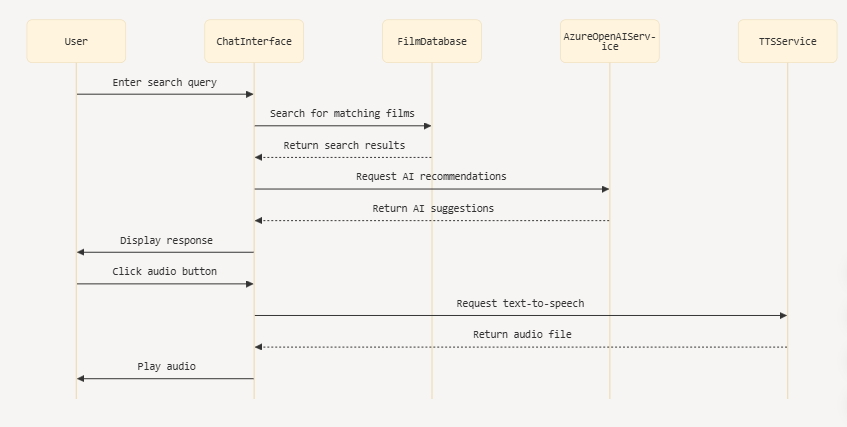 User
ChatInterface
FilmDatabase
AzureOpenAIServ-
ice
TTSService
Enter search query
Search for matching films
Return search results
Request AI recommendations
Return AI suggestions
Display response
Click audio button
Request text-to-speech
Return audio file
Play audio